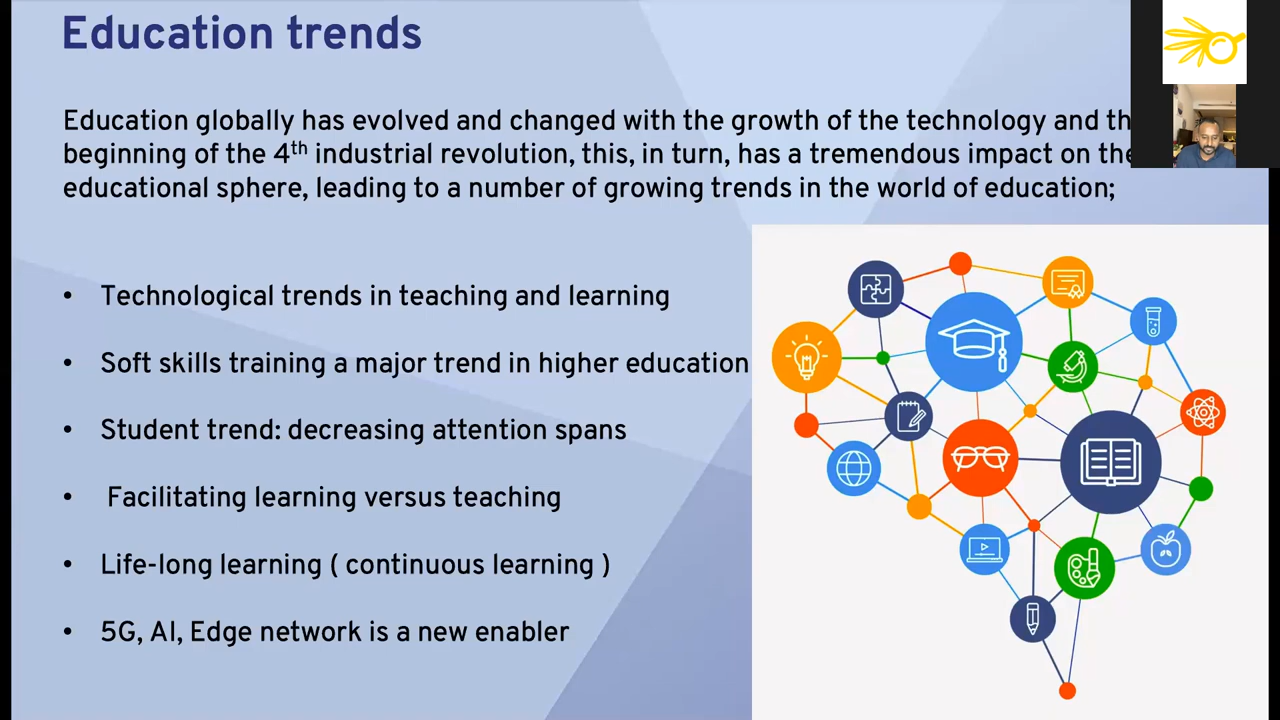 Education trends
Education globally has evolved and changed with the growth of the technology and
beginning of the 4th industrial revolution, this, in turn, has a tremendous impact on the
educational sphere, leading to a number of growing trends in the world of education;
• Technological trends in teaching and learning
• Soft skills training a major trend in higher education
• Student trend: decreasing attention spans
• Facilitating learning versus teaching
• Life-long learning ( continuous learning )
• 5G, AI, Edge network is a new enabler